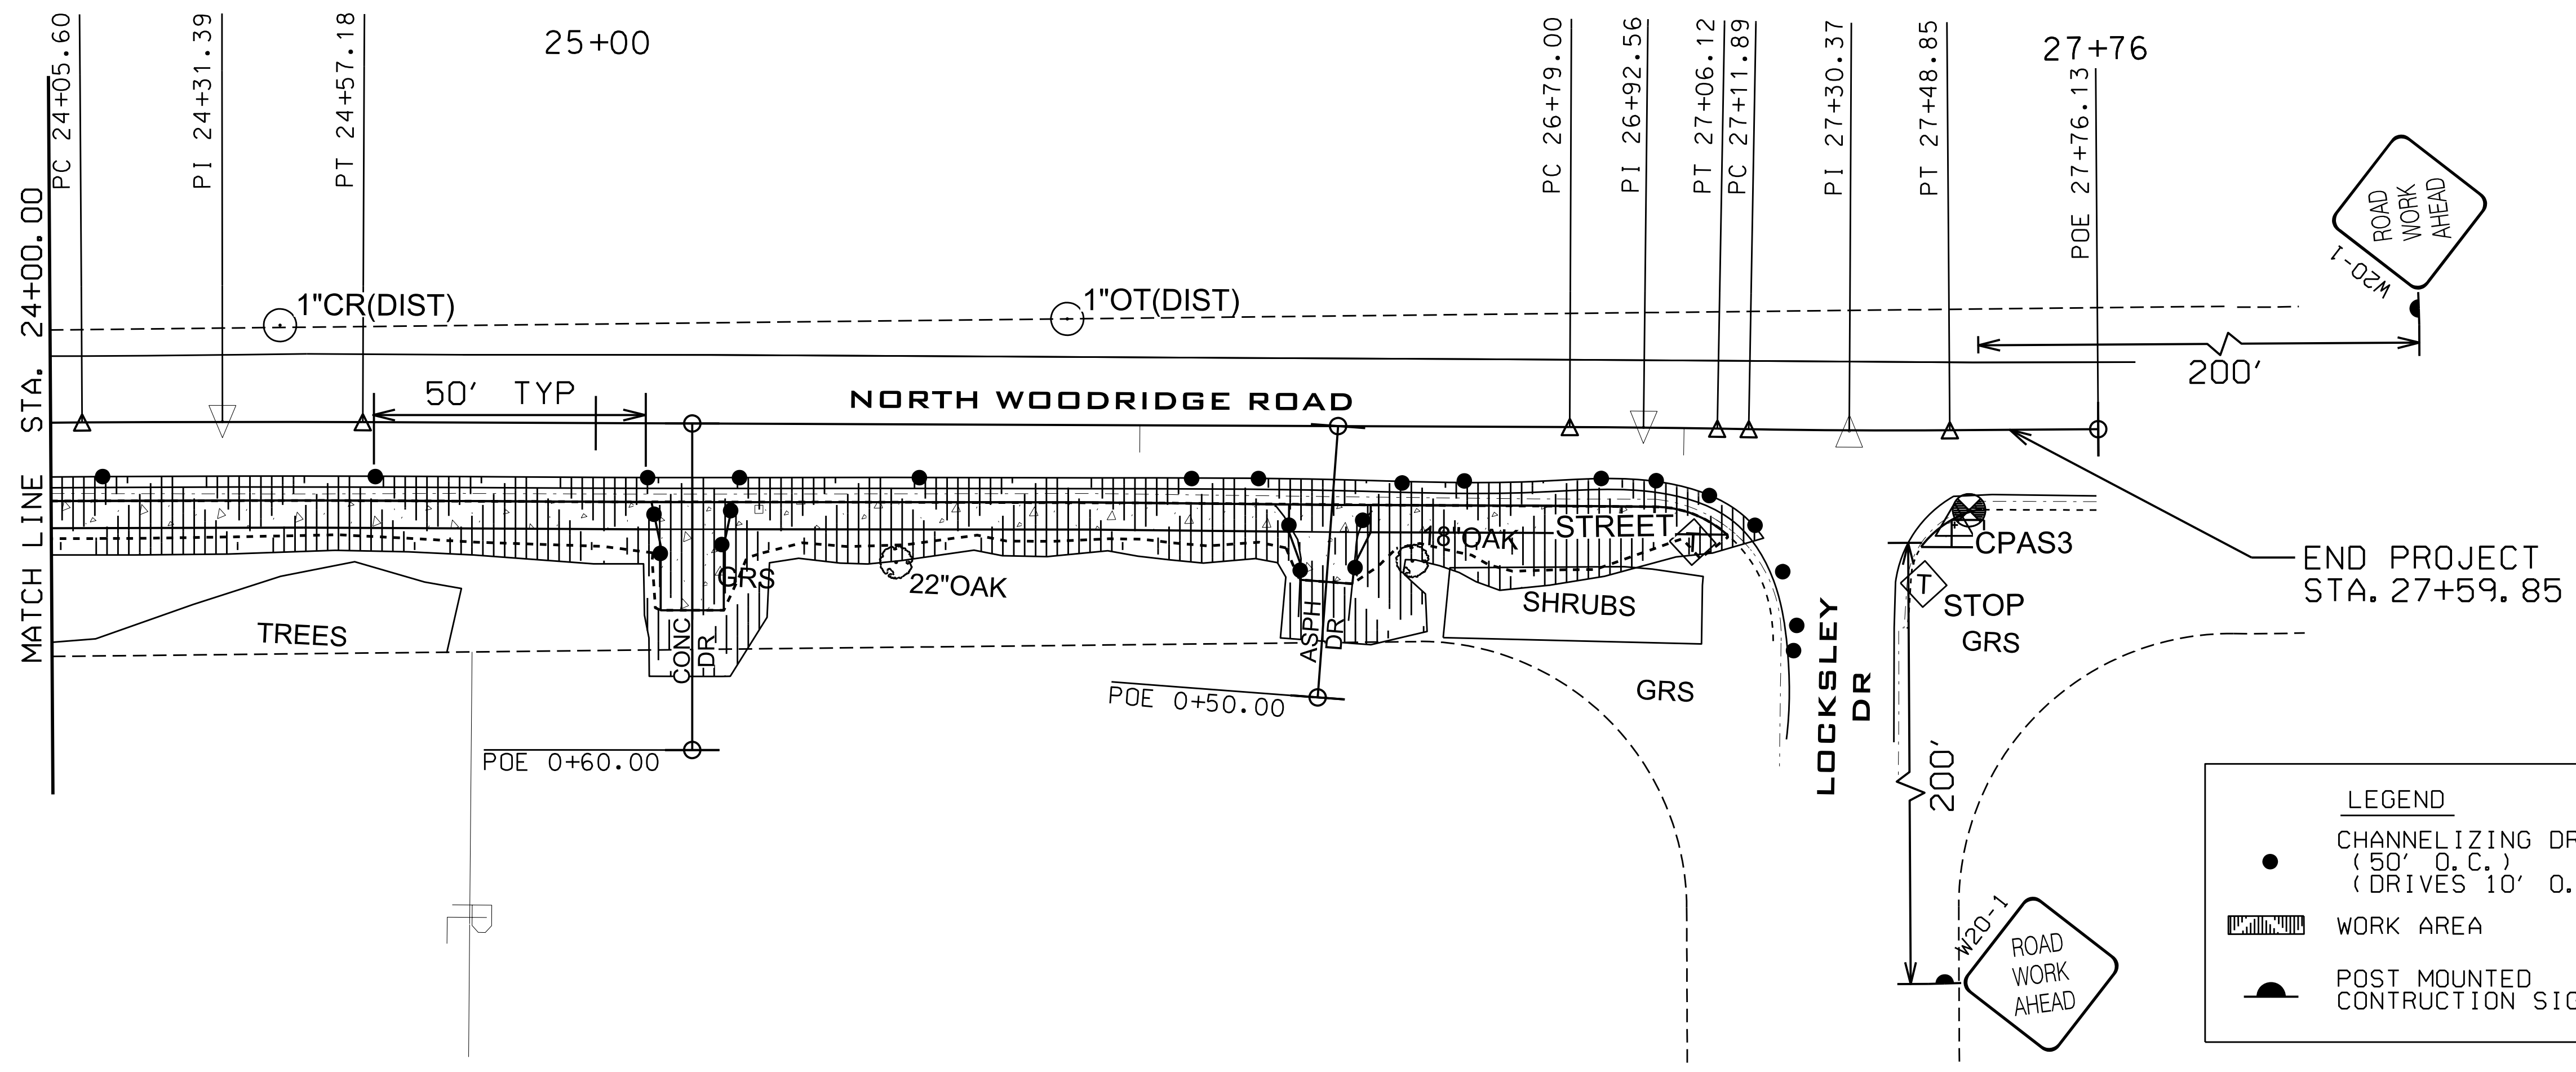 PC 24+05.60
PI 24+31.39
PT 24+57.18
25+00
PC 26+79.00
PI 26+92.56
PT 27+06.12
PC 27+11.89
PI 27+30.37
PT 27+48.85
27+76
POE 27+76.13
ROAD
WORK
AHEAD
W20-1
MATCH LINE STA. 24+00.00
1"CR(DIST)
1"OT(DIST)
200'
50' TYP
NORTH WOODRIDGE ROAD
18"OAK
STREET
T
CPAS3
END PROJECT
STA. 27+59.85
GRS
22"OAK
SHRUBS
T
STOP
GRS
TREES
CONC
DR
ASPH
DR
POE 0+50.00
GRS
LOCKSLEY
DR
POE 0+60.00
200'
W20-1
ROAD
WORK
AHEAD
LEGEND
CHANNELIZING DR
(50' O.C.)
(DRIVES 10' O.
WORK AREA
POST MOUNTED
CONTRUCTION SIG
P